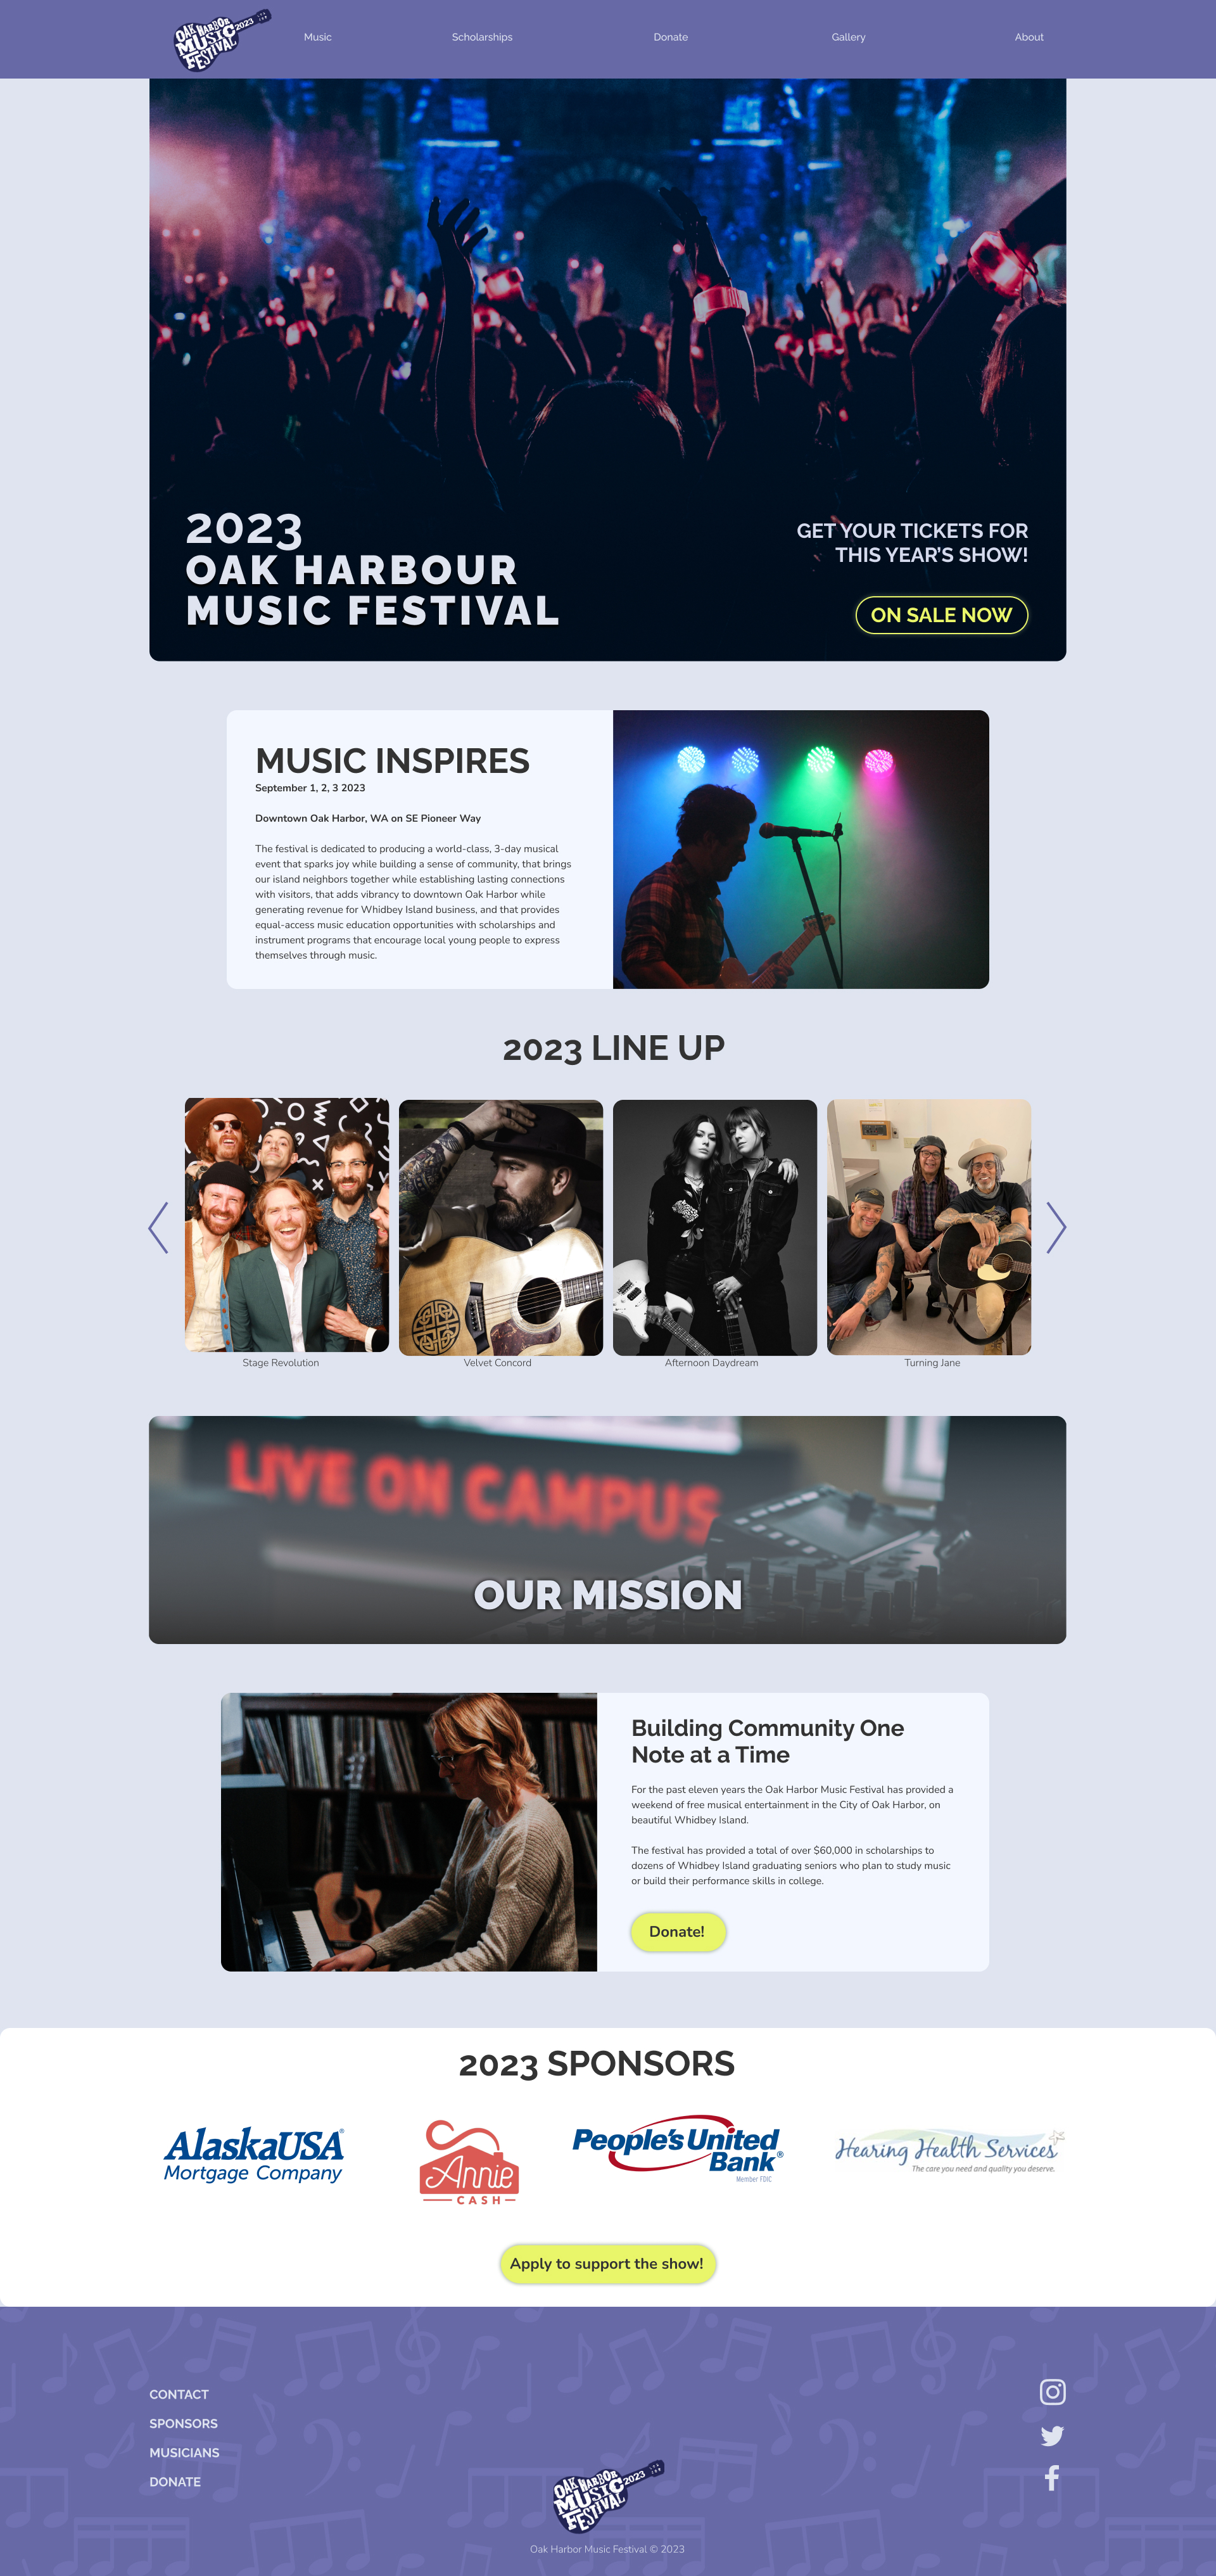 OAK HARBOR
MUSIC
FESTIVAL
2023
Music
Scholarships
Donate
Gallery
About
2023
OAK HARBOUR
MUSIC FESTIVAL
GET YOUR TICKETS FOR
THIS YEAR'S SHOW!
ON SALE NOW
MUSIC INSPIRES
September 1, 2, 3 2023
Downtown Oak Harbor, WA on SE Pioneer Way
The festival is dedicated to producing a world-class, 3-day musical
event that sparks joy while building a sense of community, that brings
our island neighbors together while establishing lasting connections
with visitors, that adds vibrancy to downtown Oak Harbor while
generating revenue for Whidbey Island business, and that provides
equal-access music education opportunities with scholarships and
instrument programs that encourage local young people to express
themselves through music.
2023 LINE UP
Stage Revolution
Velvet Concord
Afternoon Daydream
Turning Jane
LIVE ON CAMPUS
OUR MISSION
Building Community One
Note at a Time
For the past eleven years the Oak Harbor Music Festival has provided a
weekend of free musical entertainment in the City of Oak Harbor, on
beautiful Whidbey Island.
The festival has provided a total of over $60,000 in scholarships to
dozens of Whidbey Island graduating seniors who plan to study music
or build their performance skills in college.
Donate!
2023 SPONSORS
AlaskaUSA®
Mortgage Company
Annie
CASH
People's United
Bank®
Member FDIC
Hearing Health Services
The care you need and quality you deserve.
Apply to support the show!
CONTACT
SPONSORS
MUSICIANS
DONATE
OAK HARBOR
MUSIC
FESTIVAL
2023
Oak Harbor Music Festival © 2023